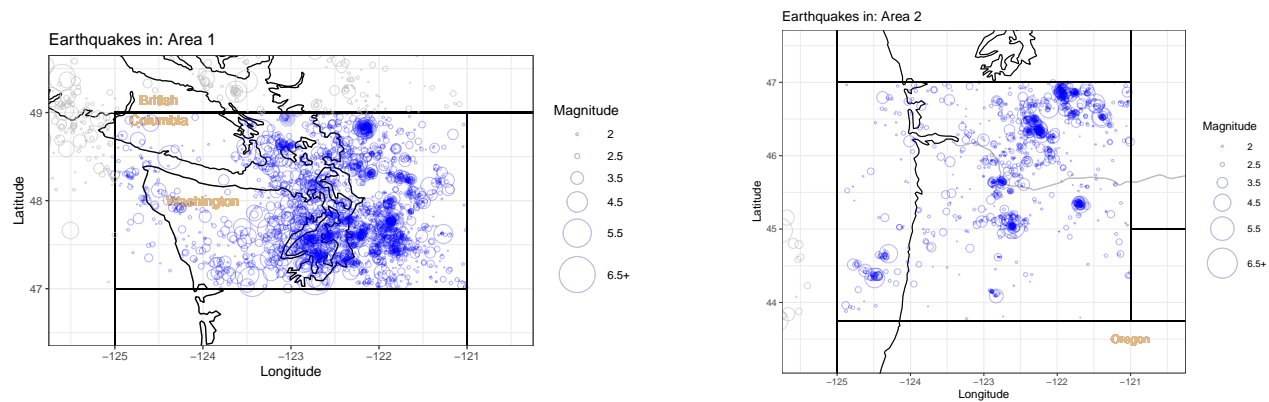 Earthquakes in: Area 1
British
Columbia
Washington
49
48
47
Latitude
−125
−124
−123
−122
−121
Longitude
Magnitude
2
2.5
3.5
4.5
5.5
6.5+
Earthquakes in: Area 2
47
46
45
44
Latitude
Oregon
−125
−124
−123
−122
−121
Longitude
Magnitude
2
2.5
3.5
4.5
5.5
6.5+